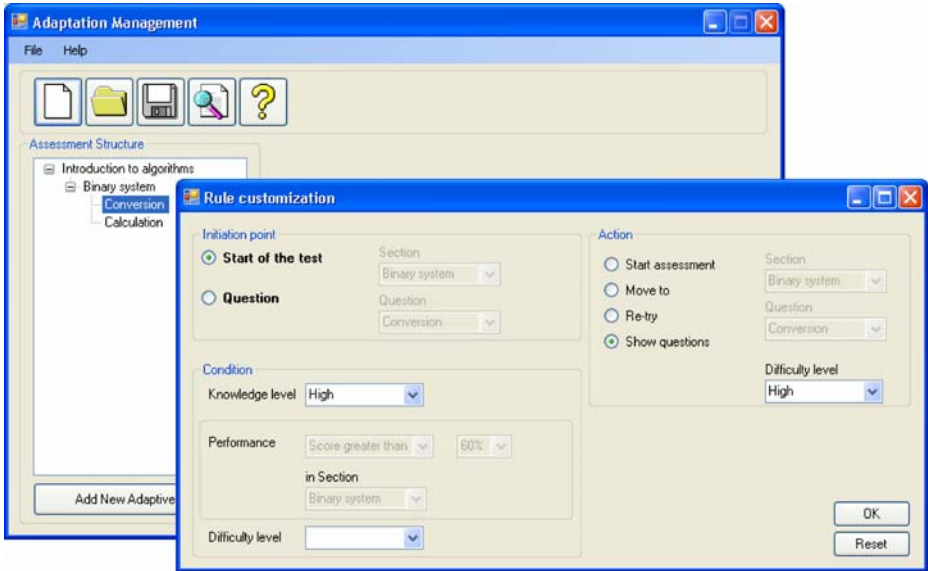 Adaptation Management
File Help
Assessment Structure
Introduction to algorithms
Binary system
Conversion
Calculation
Add New Adaptive
Rule customization
Initiation point
Start of the test
Section
Binary system
Question
Question
Conversion
Condition
Knowledge level High
Performance Score greater than 60%
in Section
Binary system
Difficulty level
Action
Start assessment
Move to
Re-try
Show questions
Section
Binary system
Question
Conversion
Difficulty level
High
OK
Reset